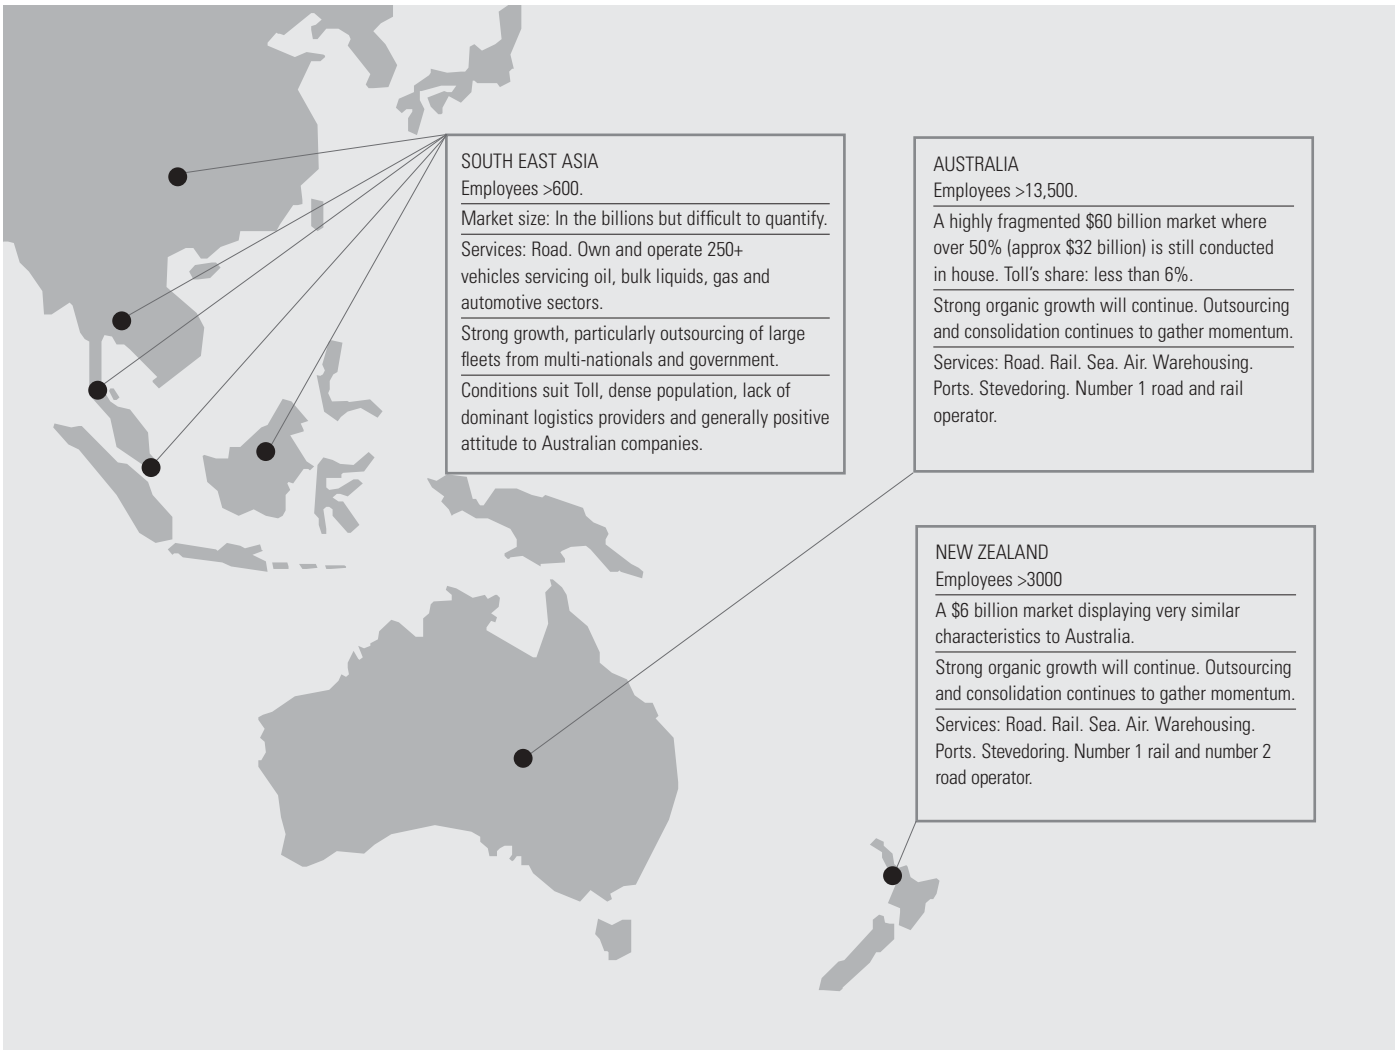 SOUTH EAST ASIA
Employees >600.
Market size: In the billions but difficult to quantify.
Services: Road. Own and operate 250+
vehicles servicing oil, bulk liquids, gas and
automotive sectors.
Strong growth, particularly outsourcing of large
fleets from multi-nationals and government.
Conditions suit Toll, dense population, lack of
dominant logistics providers and generally positive
attitude to Australian companies.
AUSTRALIA
Employees >13,500.
A highly fragmented $60 billion market where
over 50% (approx $32 billion) is still conducted
in house. Toll’s share: less than 6%.
Strong organic growth will continue. Outsourcing
and consolidation continues to gather momentum.
Services: Road. Rail. Sea. Air. Warehousing.
Ports. Stevedoring. Number 1 road and rail
operator.
NEW ZEALAND
Employees >3000
A $6 billion market displaying very similar
characteristics to Australia.
Strong organic growth will continue. Outsourcing
and consolidation continues to gather momentum.
Services: Road. Rail. Sea. Air. Warehousing.
Ports. Stevedoring. Number 1 rail and number 2
road operator.